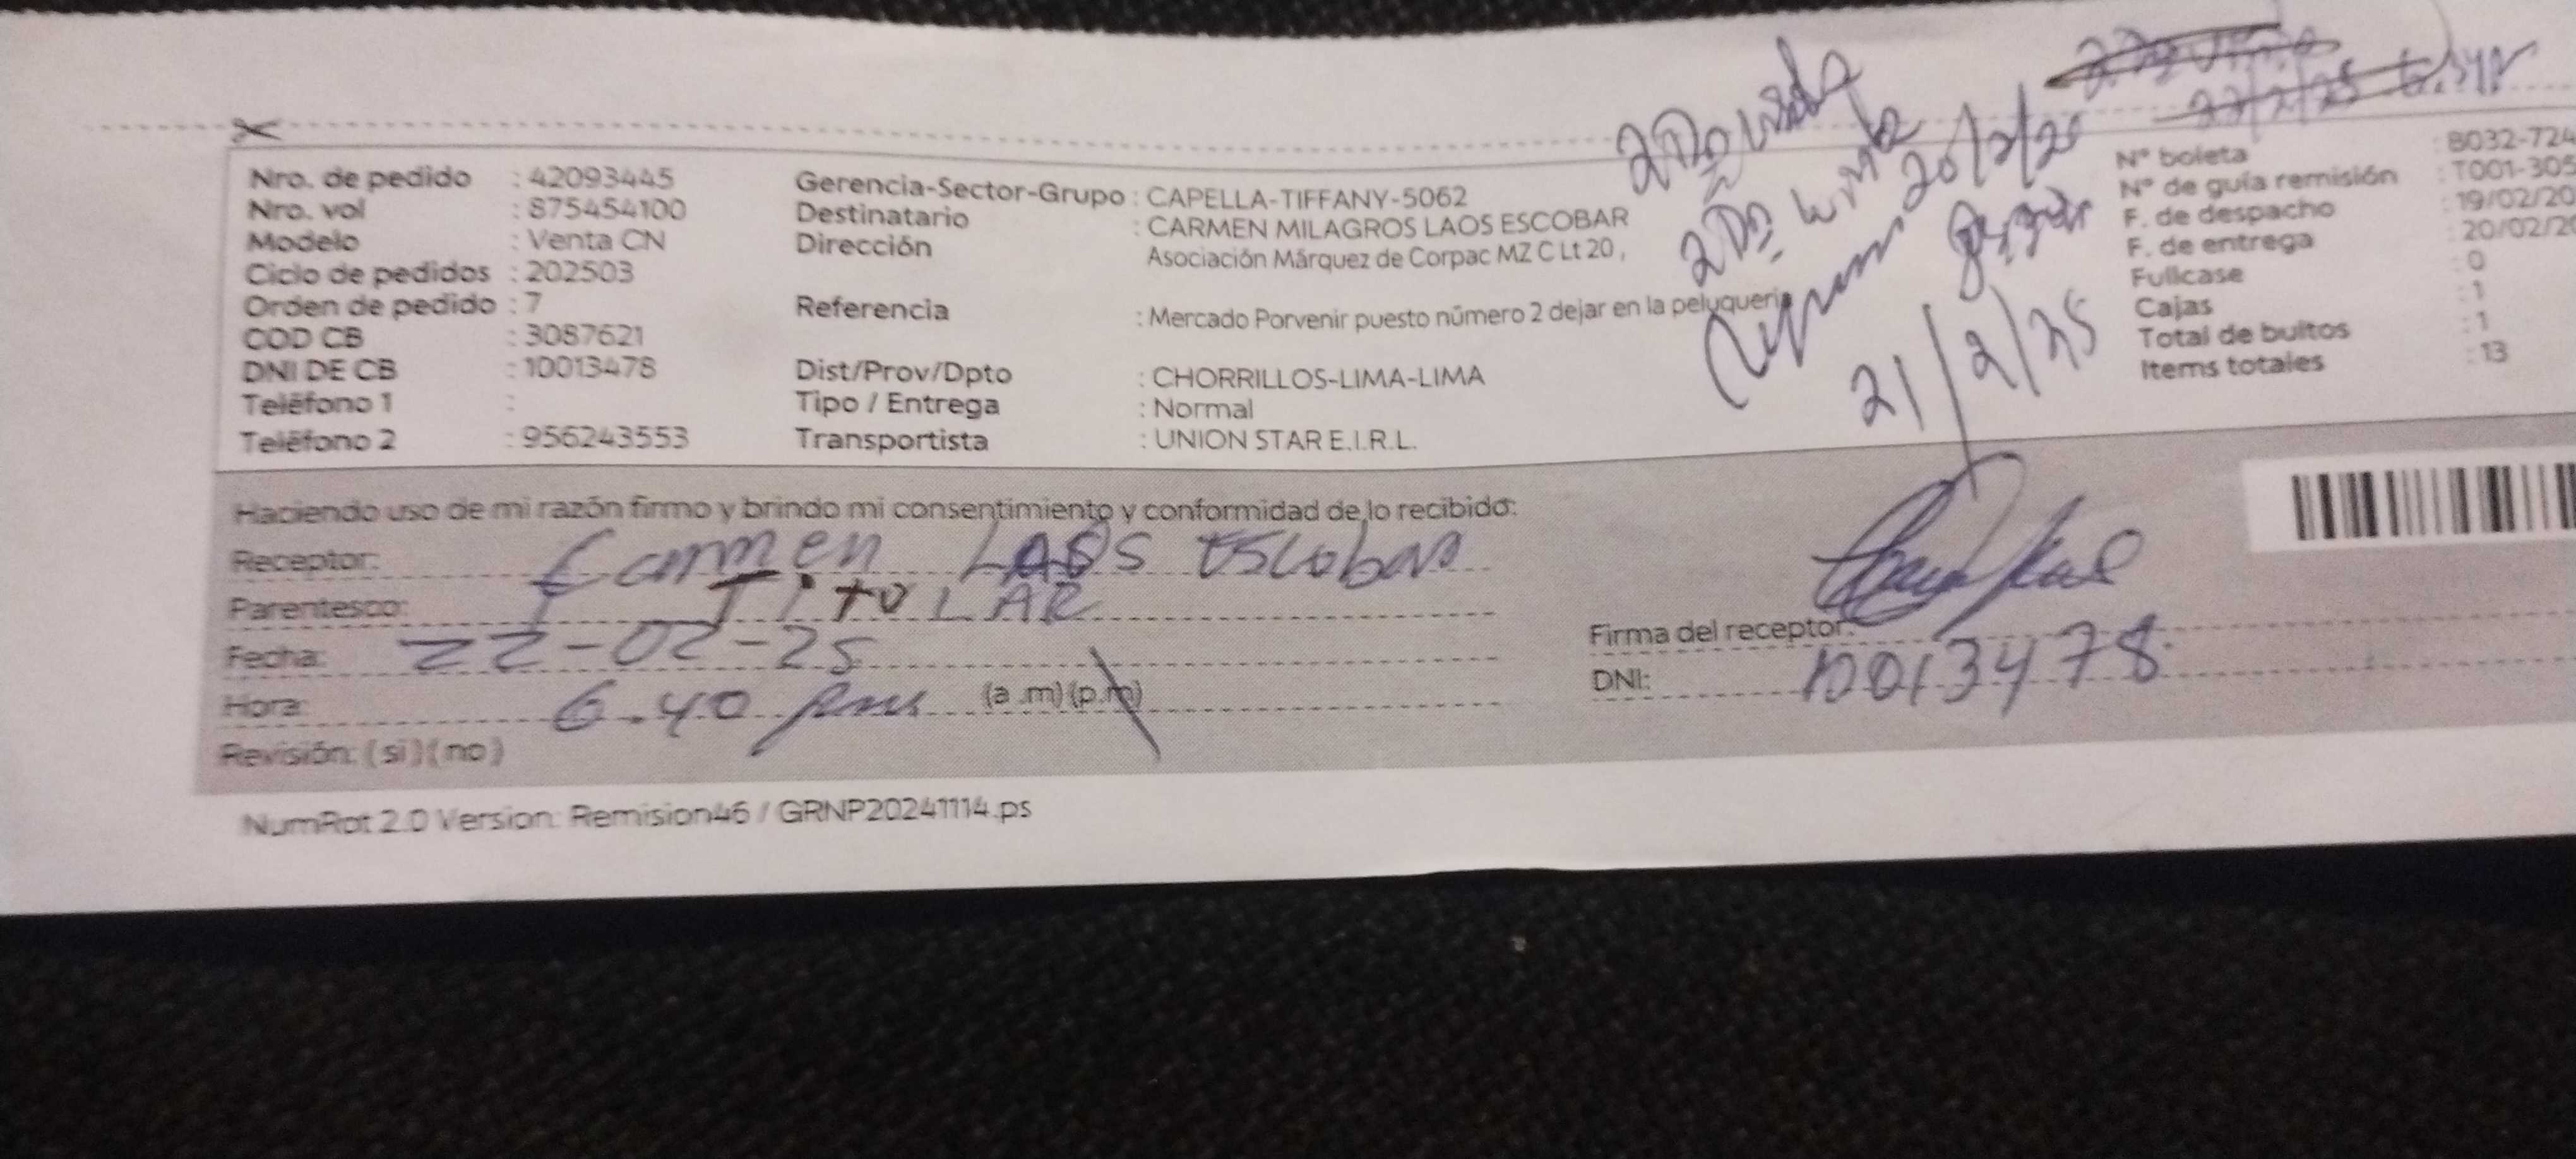 Nro. de pedido : 42093445
Nro. vol : 875454100
Modelo : Venta CN
Ciclo de pedidos : 202503
Orden de pedido : 7
COD CB : 3087621
DNI DE CB : 10013478
Teléfono 1 :
Teléfono 2 : 956243553
Gerencia-Sector-Grupo : CAPELLA-TIFFANY-5062
Destinatario : CARMEN MILAGROS LAOS ESCOBAR
Dirección Asociación Márquez de Corpac MZ C Lt 20 ,
Referencia : Mercado Porvenir puesto número 2 dejar en la peluqueria
Dist/Prov/Dpto : CHORRILLOS-LIMA-LIMA
Tipo / Entrega : Normal
Transportista : UNION STAR E.I.R.L.
20/2/25
21/2/25
22/2/25
N° boleta : B032-724
N° de guía remisión : T001-305
F. de despacho : 19/02/20
F. de entrega : 20/02/20
Fullcase : 0
Cajas : 1
Total de bultos : 1
Items totales : 13
Haciendo uso de mi razón firmo y brindo mi consentimiento y conformidad de lo recibido:
Receptor: Carmen LAOS Escobar
Parentesco: TituLAR
Fecha: 22-02-25
Hora: 6.40 pm (a .m) (p.m)
Revisión: ( si ) ( no )
Firma del receptor:
DNI: 10013478
NumRot 2.0 Version: Remision46 / GRNP20241114.ps